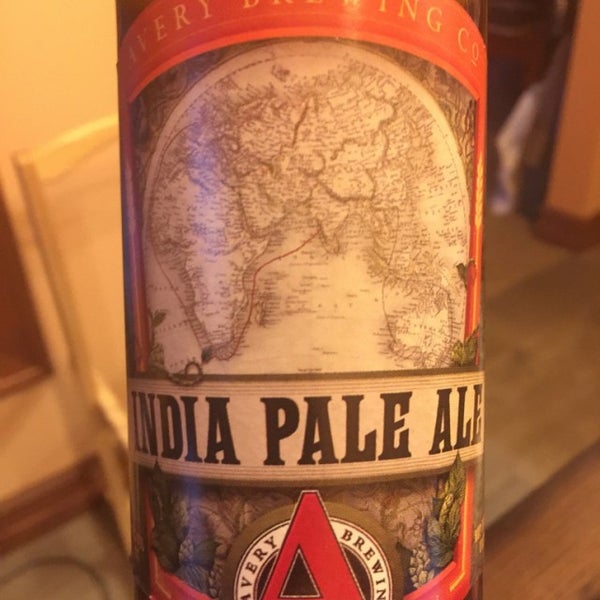 AVERY BREWING CO
INDIA PALE ALE
AVERY BREWING
A